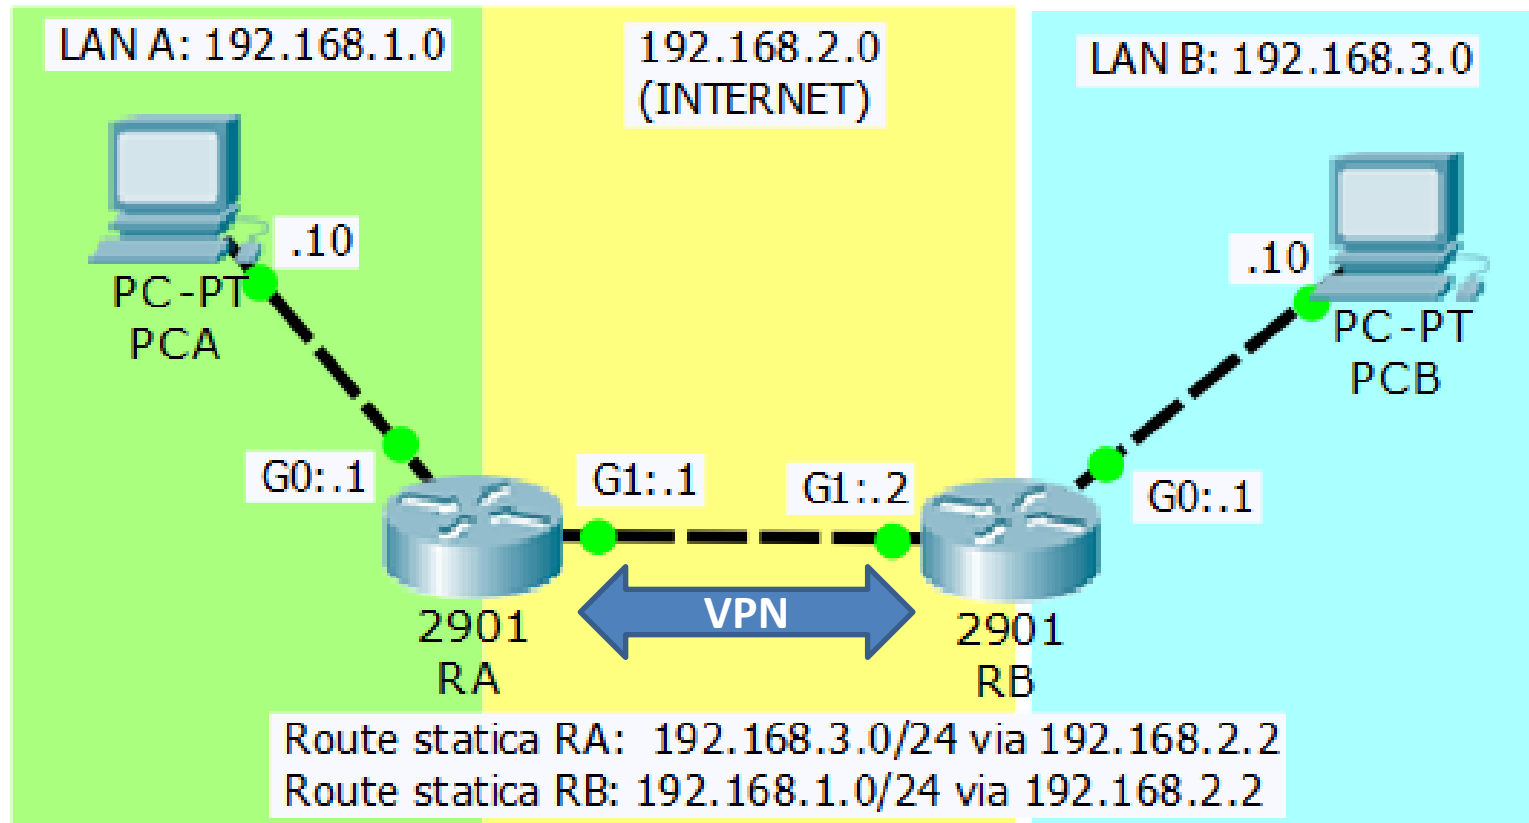 LAN A: 192.168.1.0
192.168.2.0
(INTERNET)
LAN B: 192.168.3.0
.10
PC-PT
PCA
.10
PC-PT
PCB
G0:.1
G1:.1
G1:.2
G0:.1
VPN
2901
RA
2901
RB
Route statica RA:  192.168.3.0/24 via 192.168.2.2
Route statica RB: 192.168.1.0/24 via 192.168.2.2